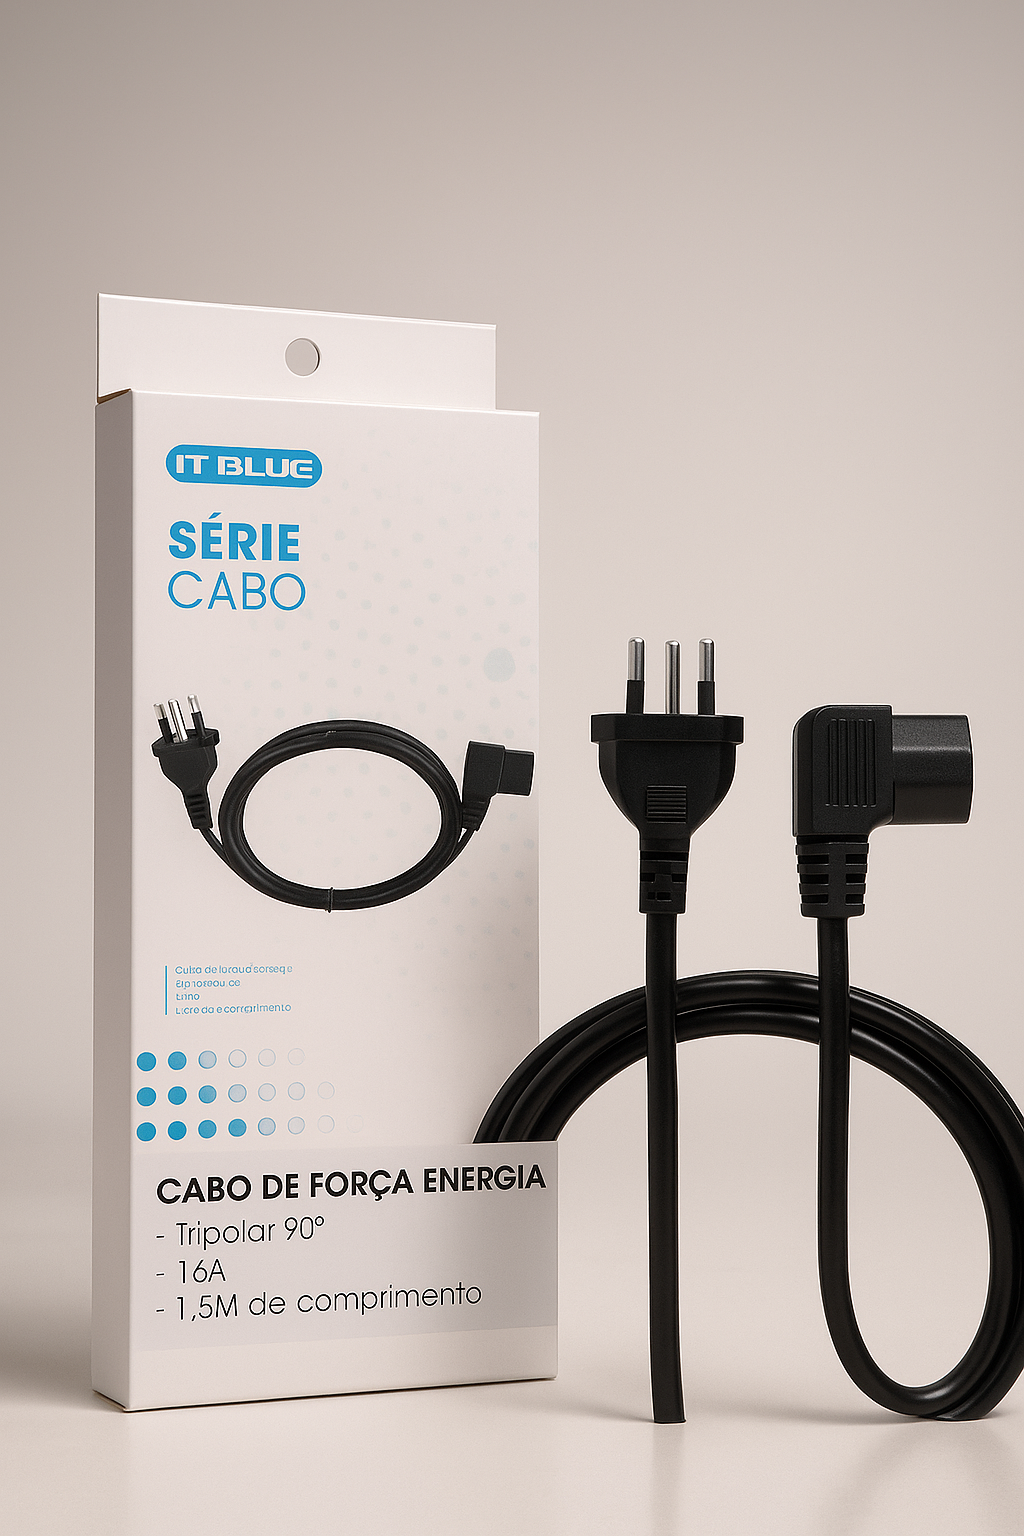 IT BLUE
SÉRIE
CABO
CABO DE FORÇA ENERGIA
- Tripolar 90°
- 16A
- 1,5M de comprimento